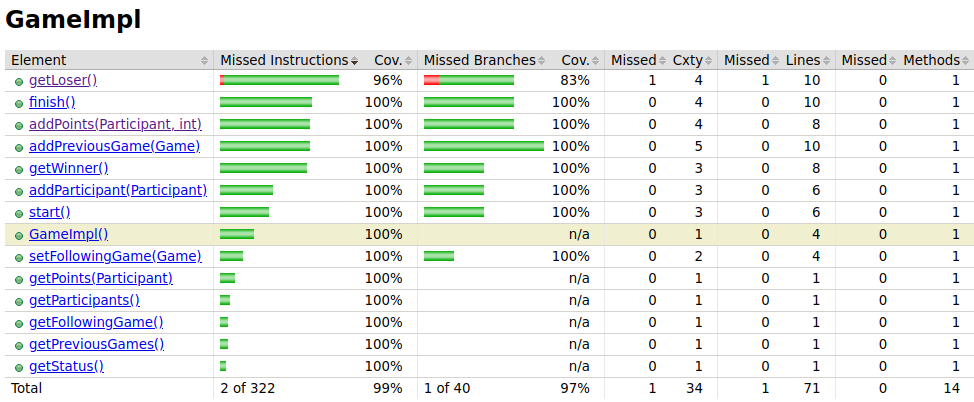 GameImpl
Element Missed Instructions Cov. Missed Branches Cov. Missed Cxty Missed Lines Missed Methods
getLoser() 96% 83% 1 4 1 10 0 1
finish() 100% 100% 0 4 0 10 0 1
addPoints(Participant, int) 100% 100% 0 4 0 8 0 1
addPreviousGame(Game) 100% 100% 0 5 0 10 0 1
getWinner() 100% 100% 0 3 0 8 0 1
addParticipant(Participant) 100% 100% 0 3 0 6 0 1
start() 100% 100% 0 3 0 6 0 1
GameImpl() 100% n/a 0 1 0 4 0 1
setFollowingGame(Game) 100% 100% 0 2 0 4 0 1
getPoints(Participant) 100% n/a 0 1 0 1 0 1
getParticipants() 100% n/a 0 1 0 1 0 1
getFollowingGame() 100% n/a 0 1 0 1 0 1
getPreviousGames() 100% n/a 0 1 0 1 0 1
getStatus() 100% n/a 0 1 0 1 0 1
Total 2 of 322 99% 1 of 40 97% 1 34 1 71 0 14